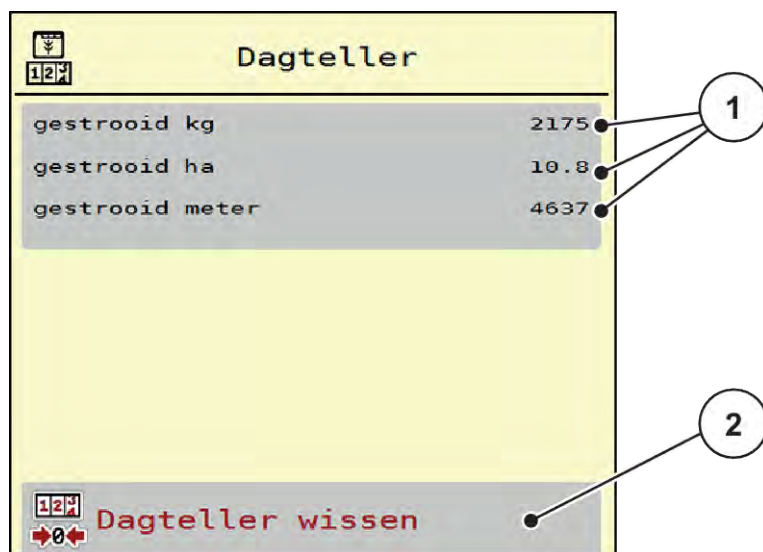 Dagteller
gestrooid kg 2175
gestrooid ha 10.8
gestrooid meter 4637
1
2
Dagteller wissen